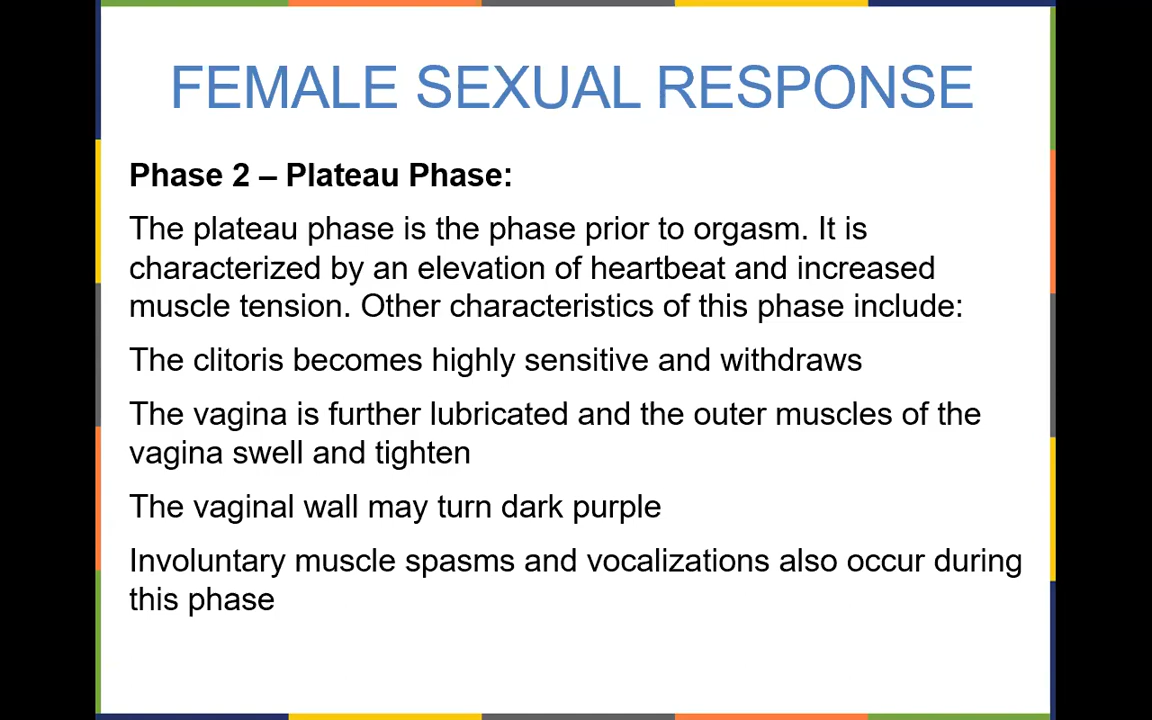 FEMALE SEXUAL RESPONSE
Phase 2 – Plateau Phase:
The plateau phase is the phase prior to orgasm. It is
characterized by an elevation of heartbeat and increased
muscle tension. Other characteristics of this phase include:
The clitoris becomes highly sensitive and withdraws
The vagina is further lubricated and the outer muscles of the
vagina swell and tighten
The vaginal wall may turn dark purple
Involuntary muscle spasms and vocalizations also occur during
this phase